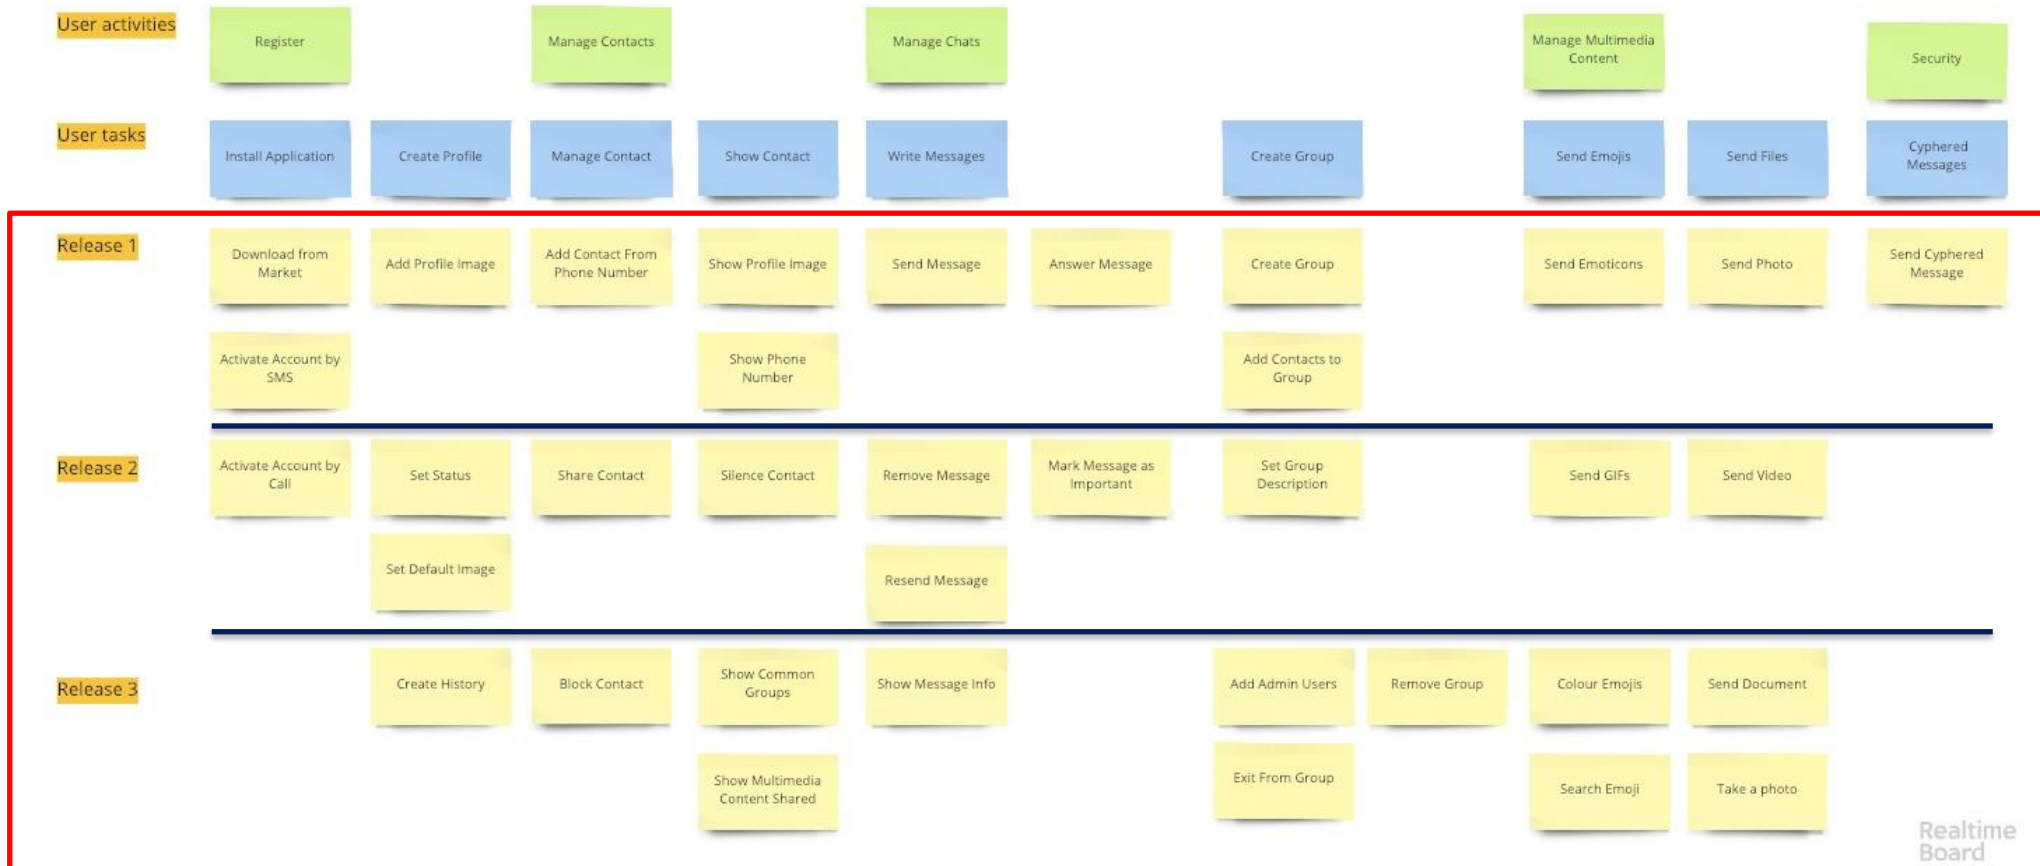 User activities
Register
Manage Contacts
Manage Chats
Manage Multimedia
Content
Security
User tasks
Install Application
Create Profile
Manage Contact
Show Contact
Write Messages
Create Group
Send Emojis
Send Files
Cyphered
Messages
Release 1
Download from
Market
Add Profile Image
Add Contact From
Phone Number
Show Profile Image
Send Message
Answer Message
Create Group
Send Emoticons
Send Photo
Send Cyphered
Message
Activate Account by
SMS
Show Phone
Number
Add Contacts to
Group
Release 2
Activate Account by
Call
Set Status
Share Contact
Silence Contact
Remove Message
Mark Message as
Important
Set Group
Description
Send GIFs
Send Video
Set Default Image
Resend Message
Release 3
Create History
Block Contact
Show Common
Groups
Show Message Info
Add Admin Users
Remove Group
Colour Emojis
Send Document
Show Multimedia
Content Shared
Exit From Group
Search Emoji
Take a photo
Realtime
Board